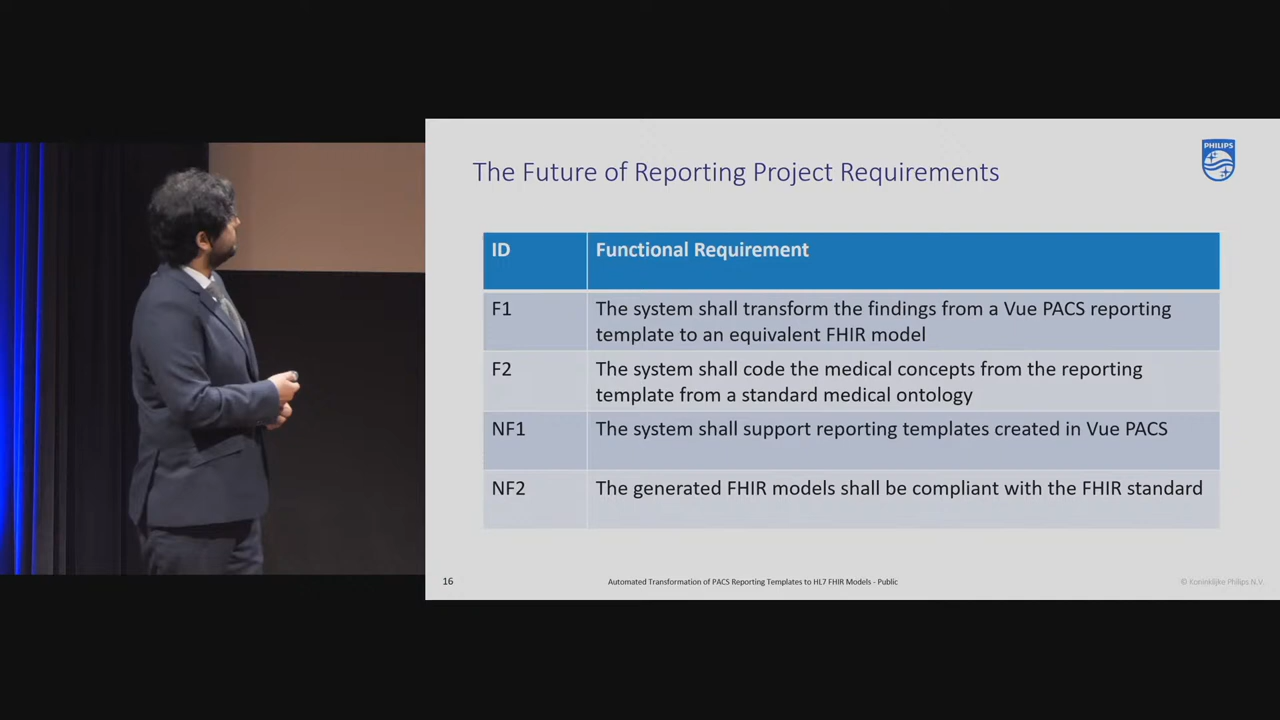 The Future of Reporting Project Requirements
PHILIPS
ID
Functional Requirement
F1
The system shall transform the findings from a Vue PACS reporting
template to an equivalent FHIR model
F2
The system shall code the medical concepts from the reporting
template from a standard medical ontology
NF1
The system shall support reporting templates created in Vue PACS
NF2
The generated FHIR models shall be compliant with the FHIR standard
16
Automated Transformation of PACS Reporting Templates to HL7 FHIR Models - Public
© Koninklijke Philips N.V.